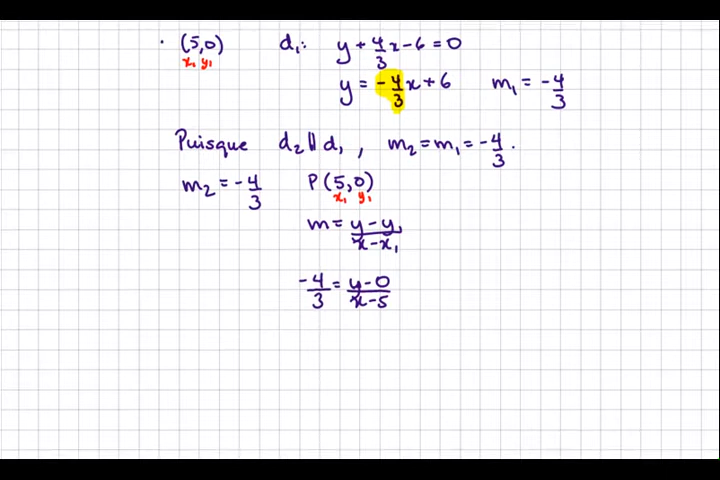 · (5,0) d₁: y + 4/3 x - 6 = 0
x₁ y₁
y = -4/3 x + 6 m₁ = -4/3
Puisque d₂ ∥ d₁ , m₂ = m₁ = -4/3.
m₂ = -4/3 P(5,0)
x₁ y₁
m = y - y₁ / x - x₁
-4/3 = y - 0 / x - 5